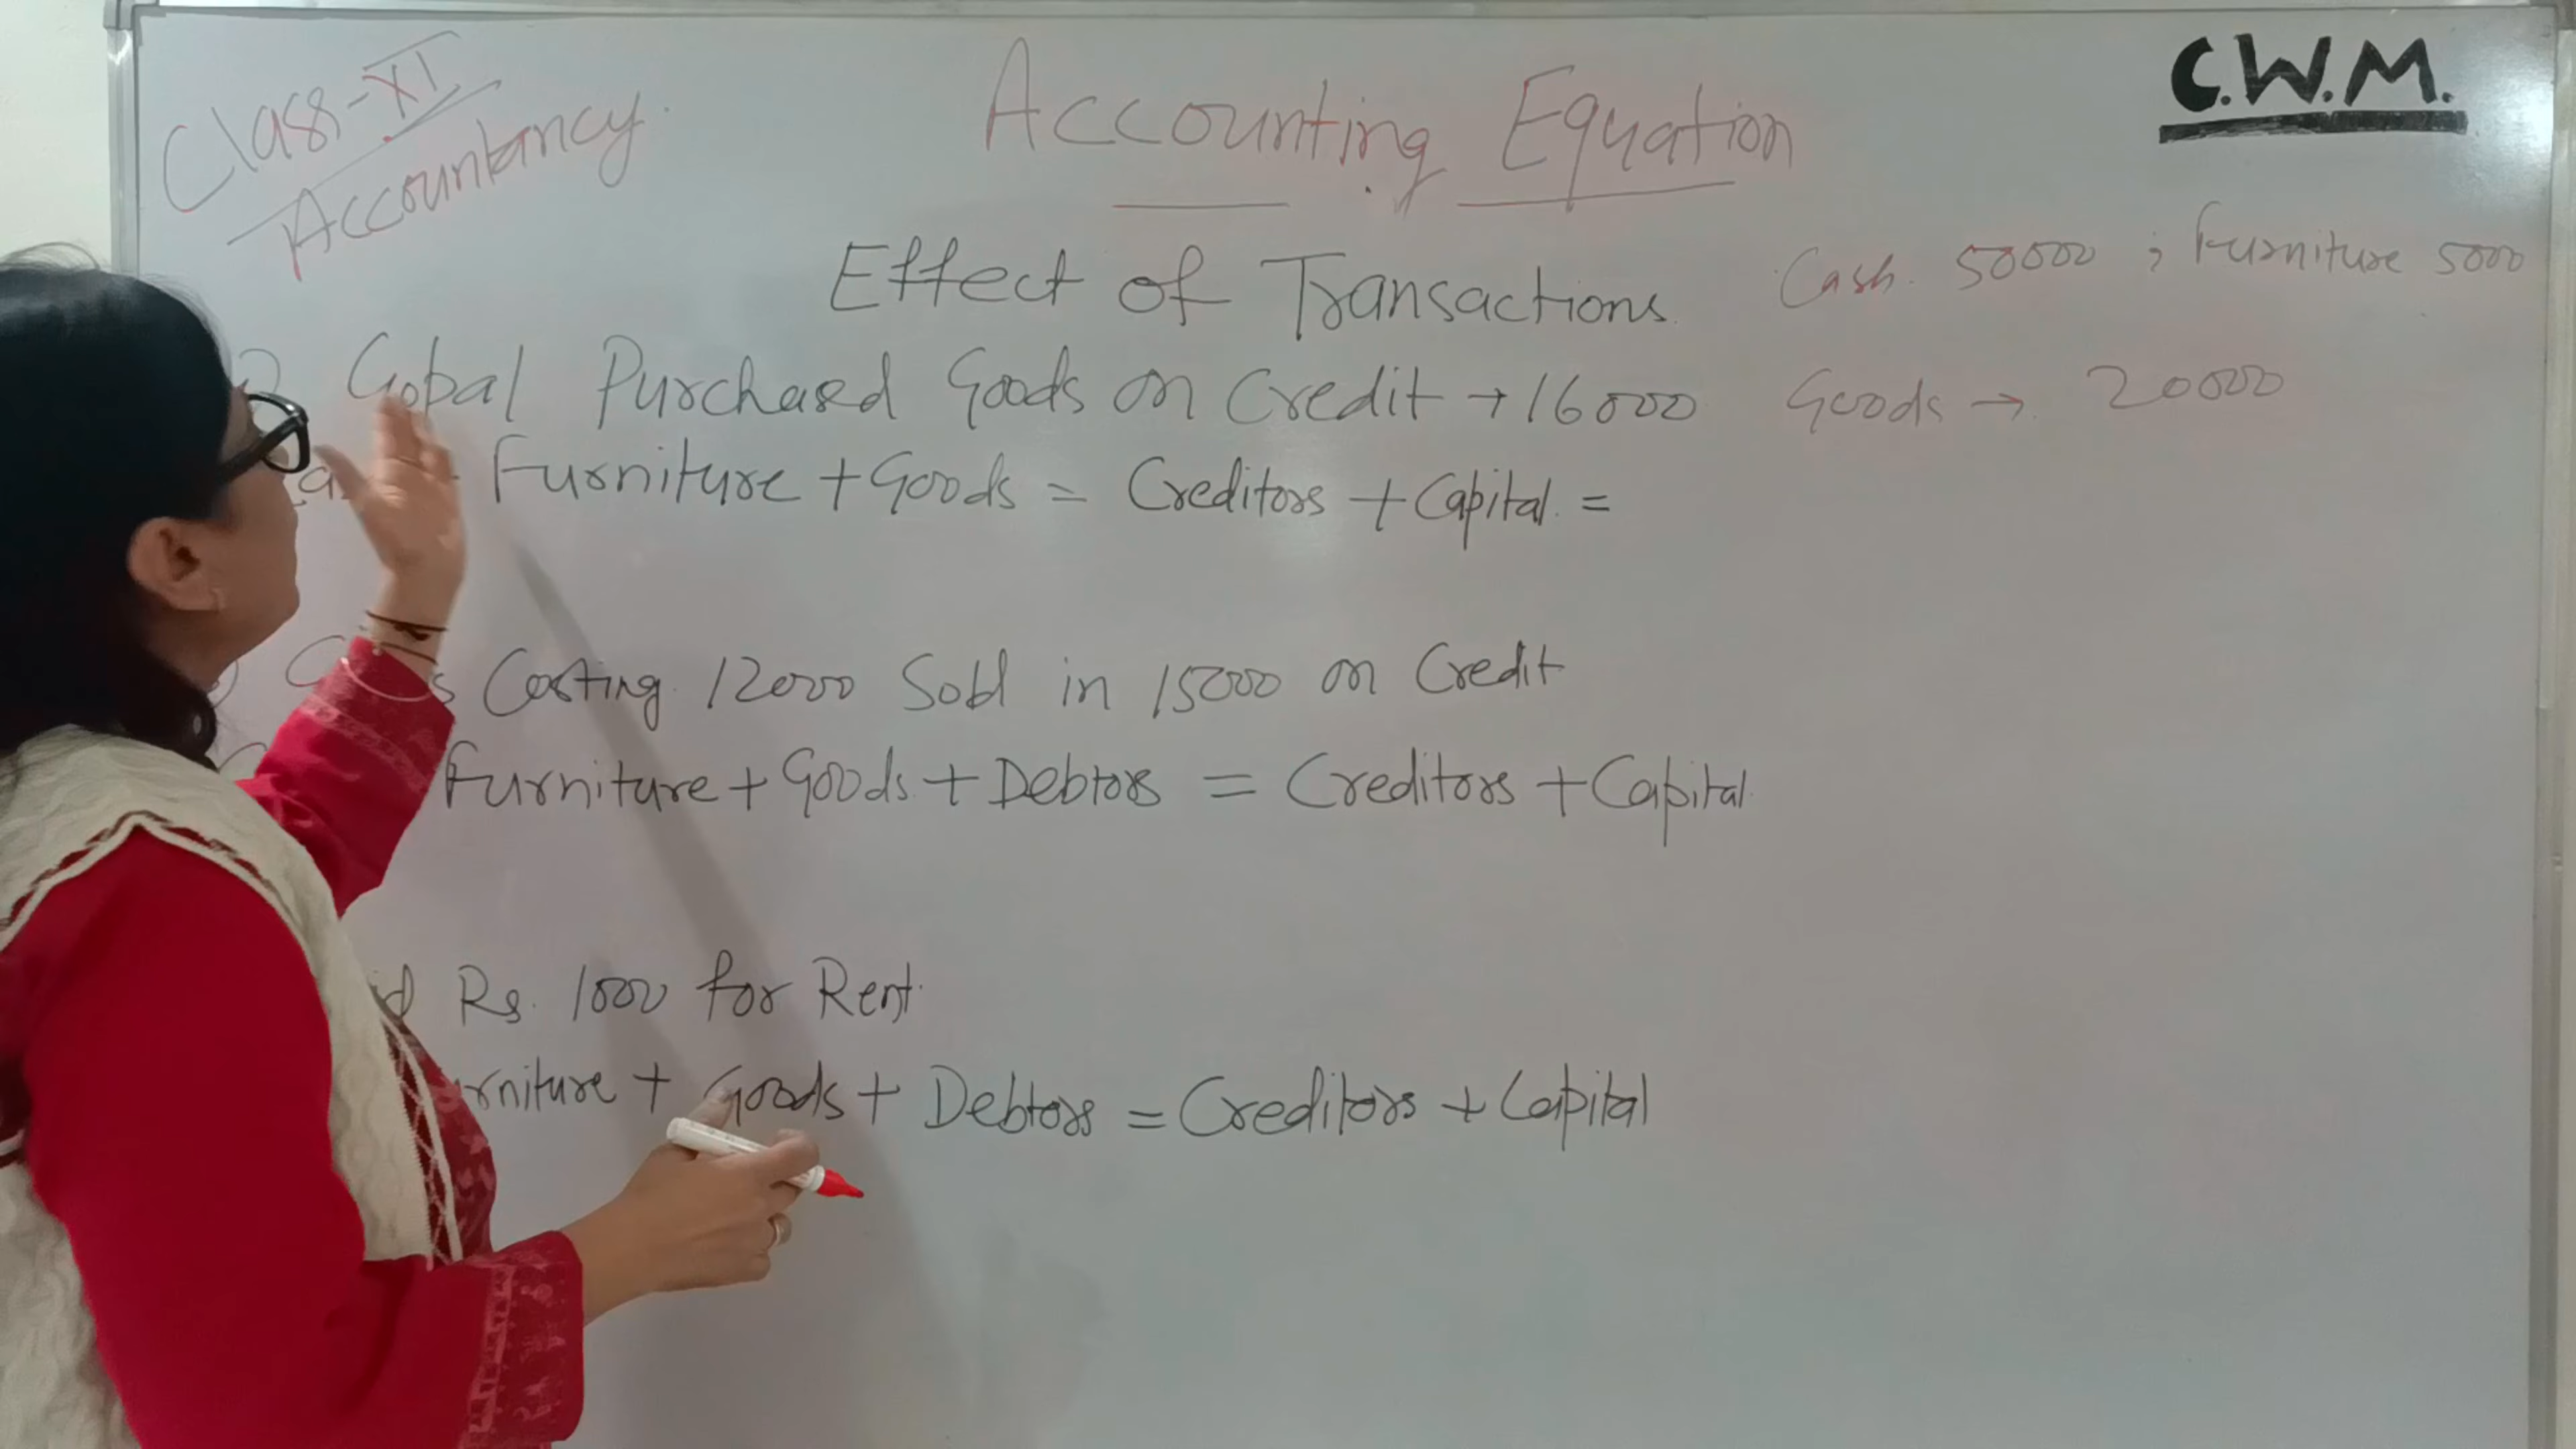 Class-XI
Accountancy.
Accounting Equation
C.W.M.
Effect of Transactions.
Cash. 50000 ; Furniture 5000
Gopal Purchased Goods on Credit → 16000
Goods → 20000
Furniture + Goods = Creditors + Capital =
Costing 12000 Sold in 15000 on Credit
Furniture + Goods + Debtors = Creditors + Capital
Rs. 1000 for Rent.
+ Goods + Debtors = Creditors + Capital